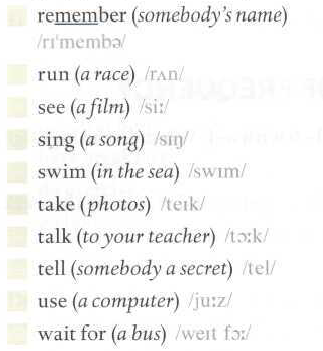 remember (somebody's name)
/rɪˈmembə/
run (a race) /rʌn/
see (a film) /siː/
sing (a song) /sɪŋ/
swim (in the sea) /swɪm/
take (photos) /teɪk/
talk (to your teacher) /tɔːk/
tell (somebody a secret) /tel/
use (a computer) /juːz/
wait for (a bus) /weɪt fɔː/